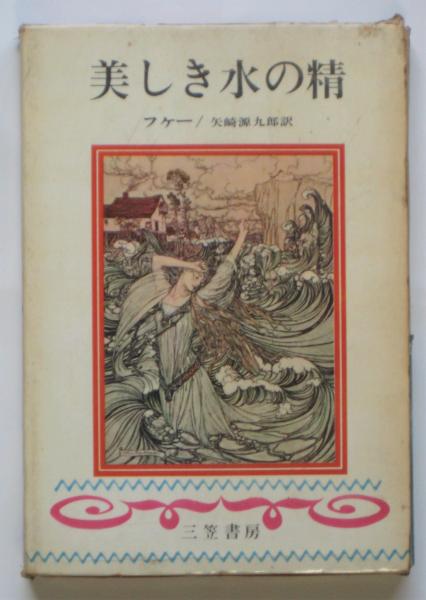 美しき水の精
フケー/矢崎源九郎訳
三笠書房